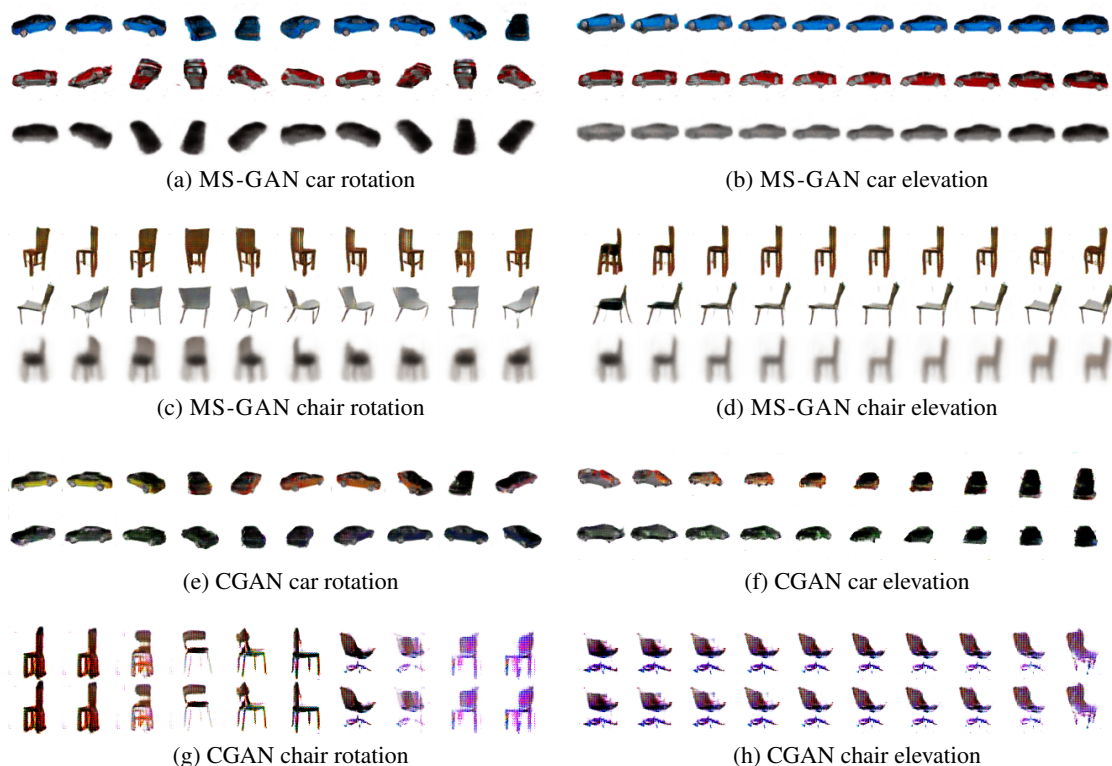 (a) MS-GAN car rotation
(b) MS-GAN car elevation
(c) MS-GAN chair rotation
(d) MS-GAN chair elevation
(e) CGAN car rotation
(f) CGAN car elevation
(g) CGAN chair rotation
(h) CGAN chair elevation